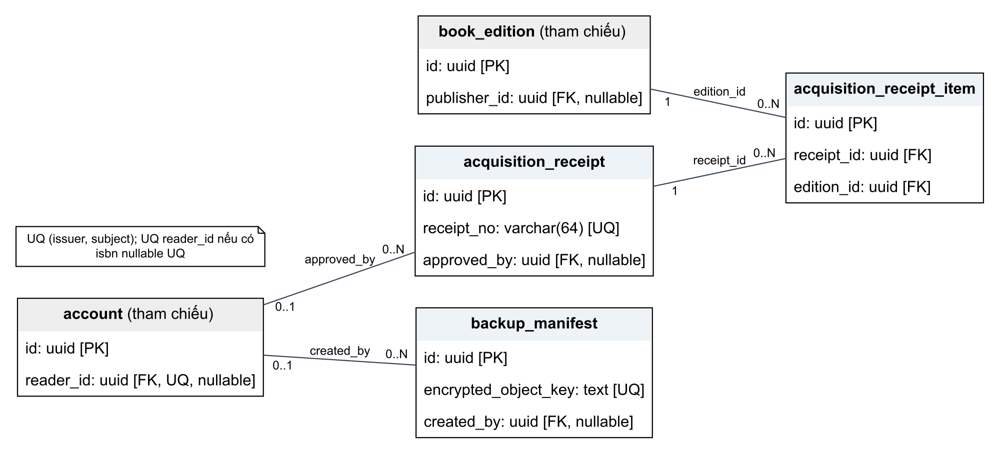 book_edition (tham chiếu)
id: uuid [PK]
publisher_id: uuid [FK, nullable]
edition_id
1
0..N
acquisition_receipt_item
id: uuid [PK]
receipt_id: uuid [FK]
edition_id: uuid [FK]
acquisition_receipt
id: uuid [PK]
receipt_no: varchar(64) [UQ]
approved_by: uuid [FK, nullable]
receipt_id
1
0..N
UQ (issuer, subject); UQ reader_id nếu có
isbn nullable UQ
approved_by
0..1
0..N
account (tham chiếu)
id: uuid [PK]
reader_id: uuid [FK, UQ, nullable]
created_by
0..1
0..N
backup_manifest
id: uuid [PK]
encrypted_object_key: text [UQ]
created_by: uuid [FK, nullable]